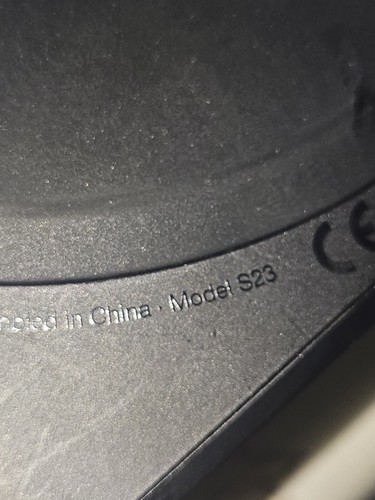 in China · Model S23
CE